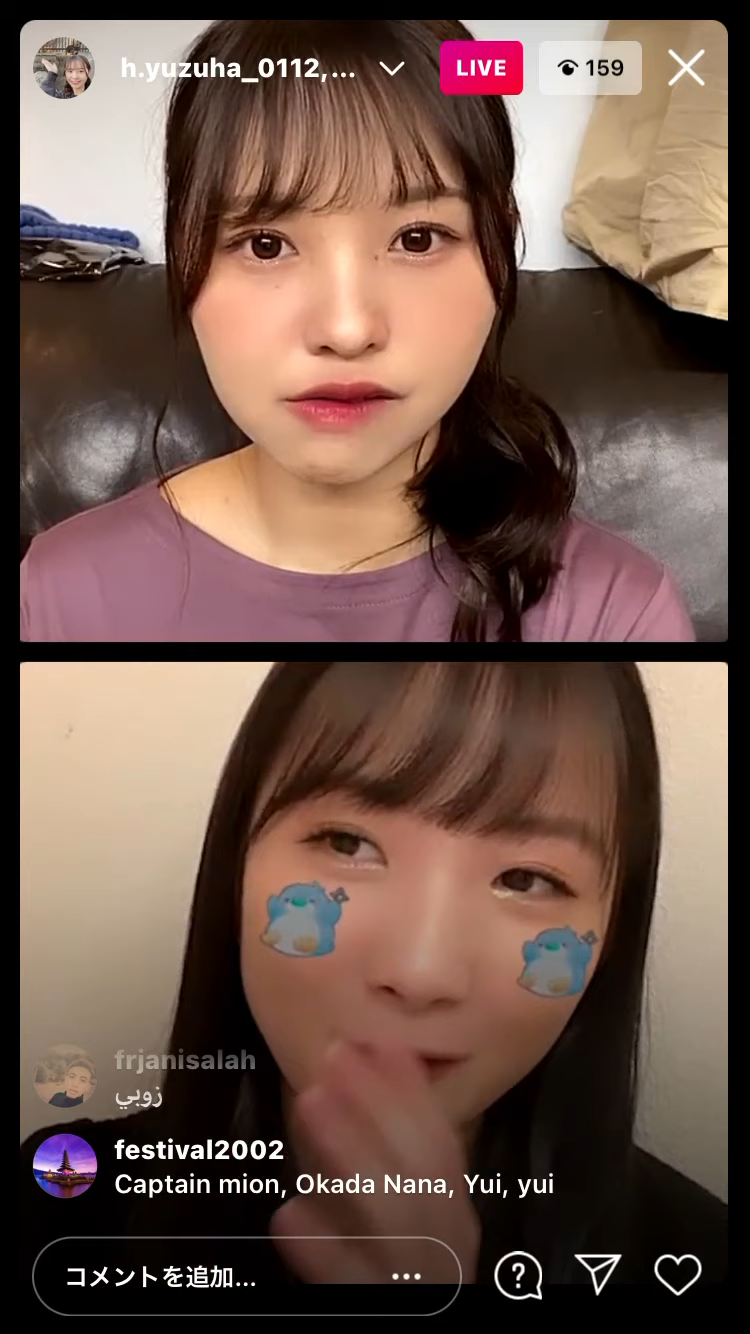 h.yuzuha_0112,...
LIVE
159
frjanisalah
زوبي
festival2002
Captain mion, Okada Nana, Yui, yui
コメントを追加...